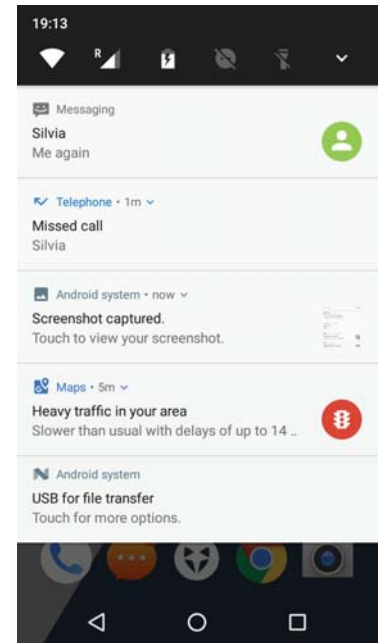 19:13
R
Messaging
Silvia
Me again
Telephone • 1m
Missed call
Silvia
Android system • now
Screenshot captured.
Touch to view your screenshot.
Maps • 5m
Heavy traffic in your area
Slower than usual with delays of up to 14 ..
Android system
USB for file transfer
Touch for more options.